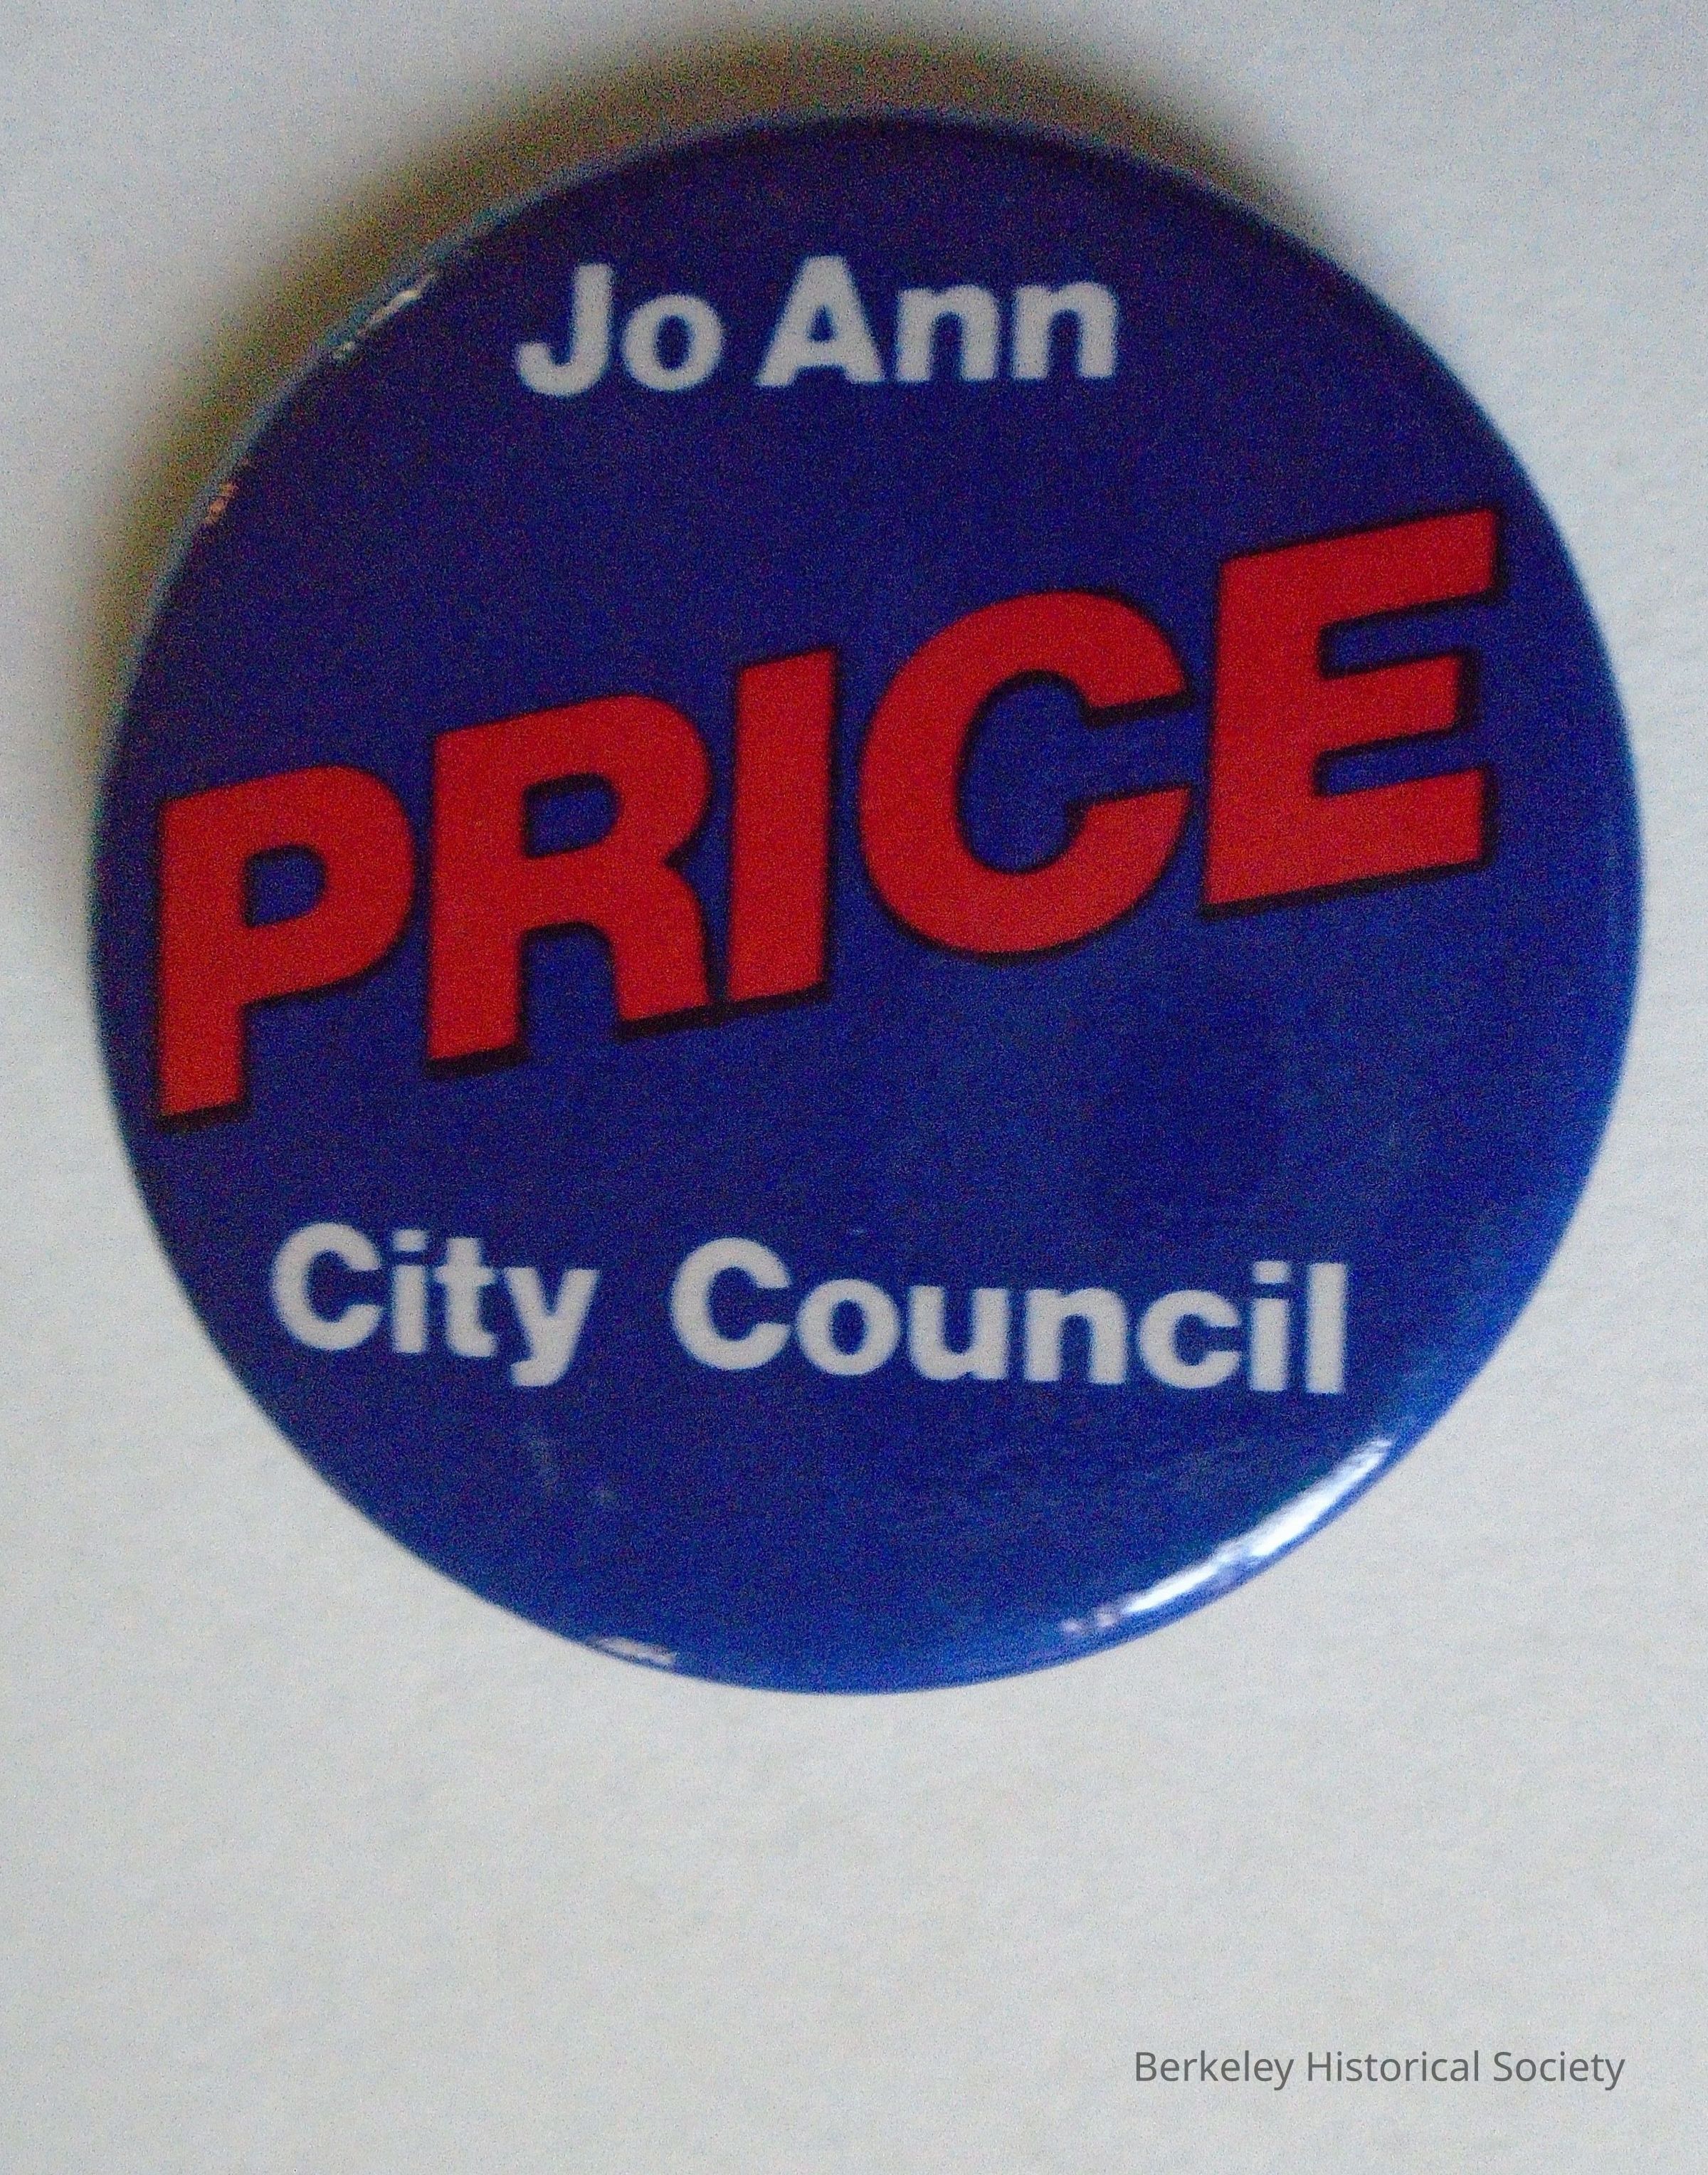 Jo Ann
PRICE
City Council
Berkeley Historical Society